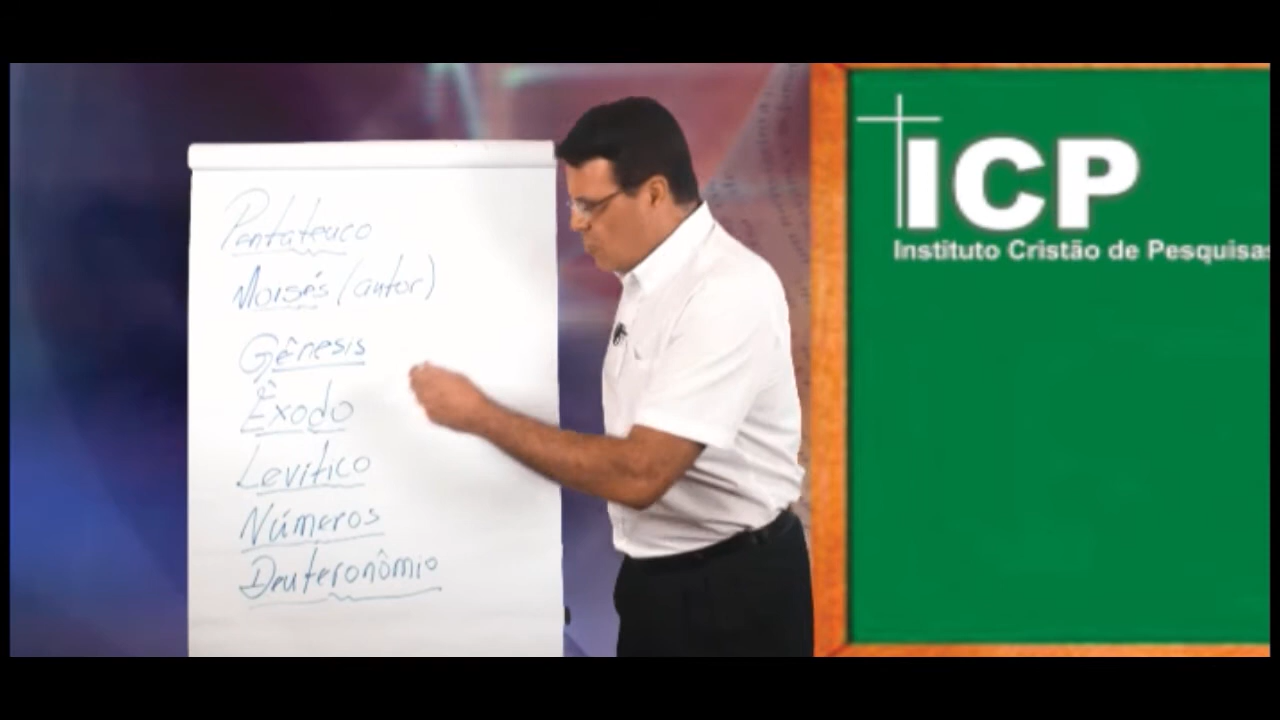 Pentateuco
Moisés (autor)
Gênesis
Êxodo
Levítico
Números
Deuteronômio
ICP
Instituto Cristão de Pesquisas